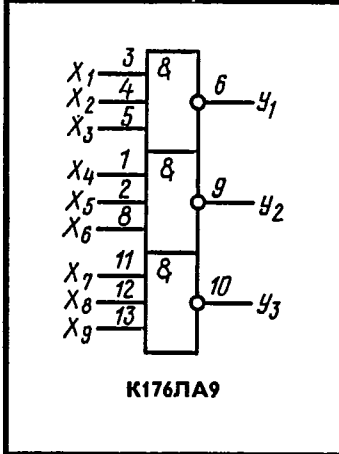 X₁ 3 & 6 y₁
X₂ 4
X₃ 5
X₄ 1 & 9 y₂
X₅ 2
X₆ 8
X₇ 11 & 10 y₃
X₈ 12
X₉ 13
К176ЛА9